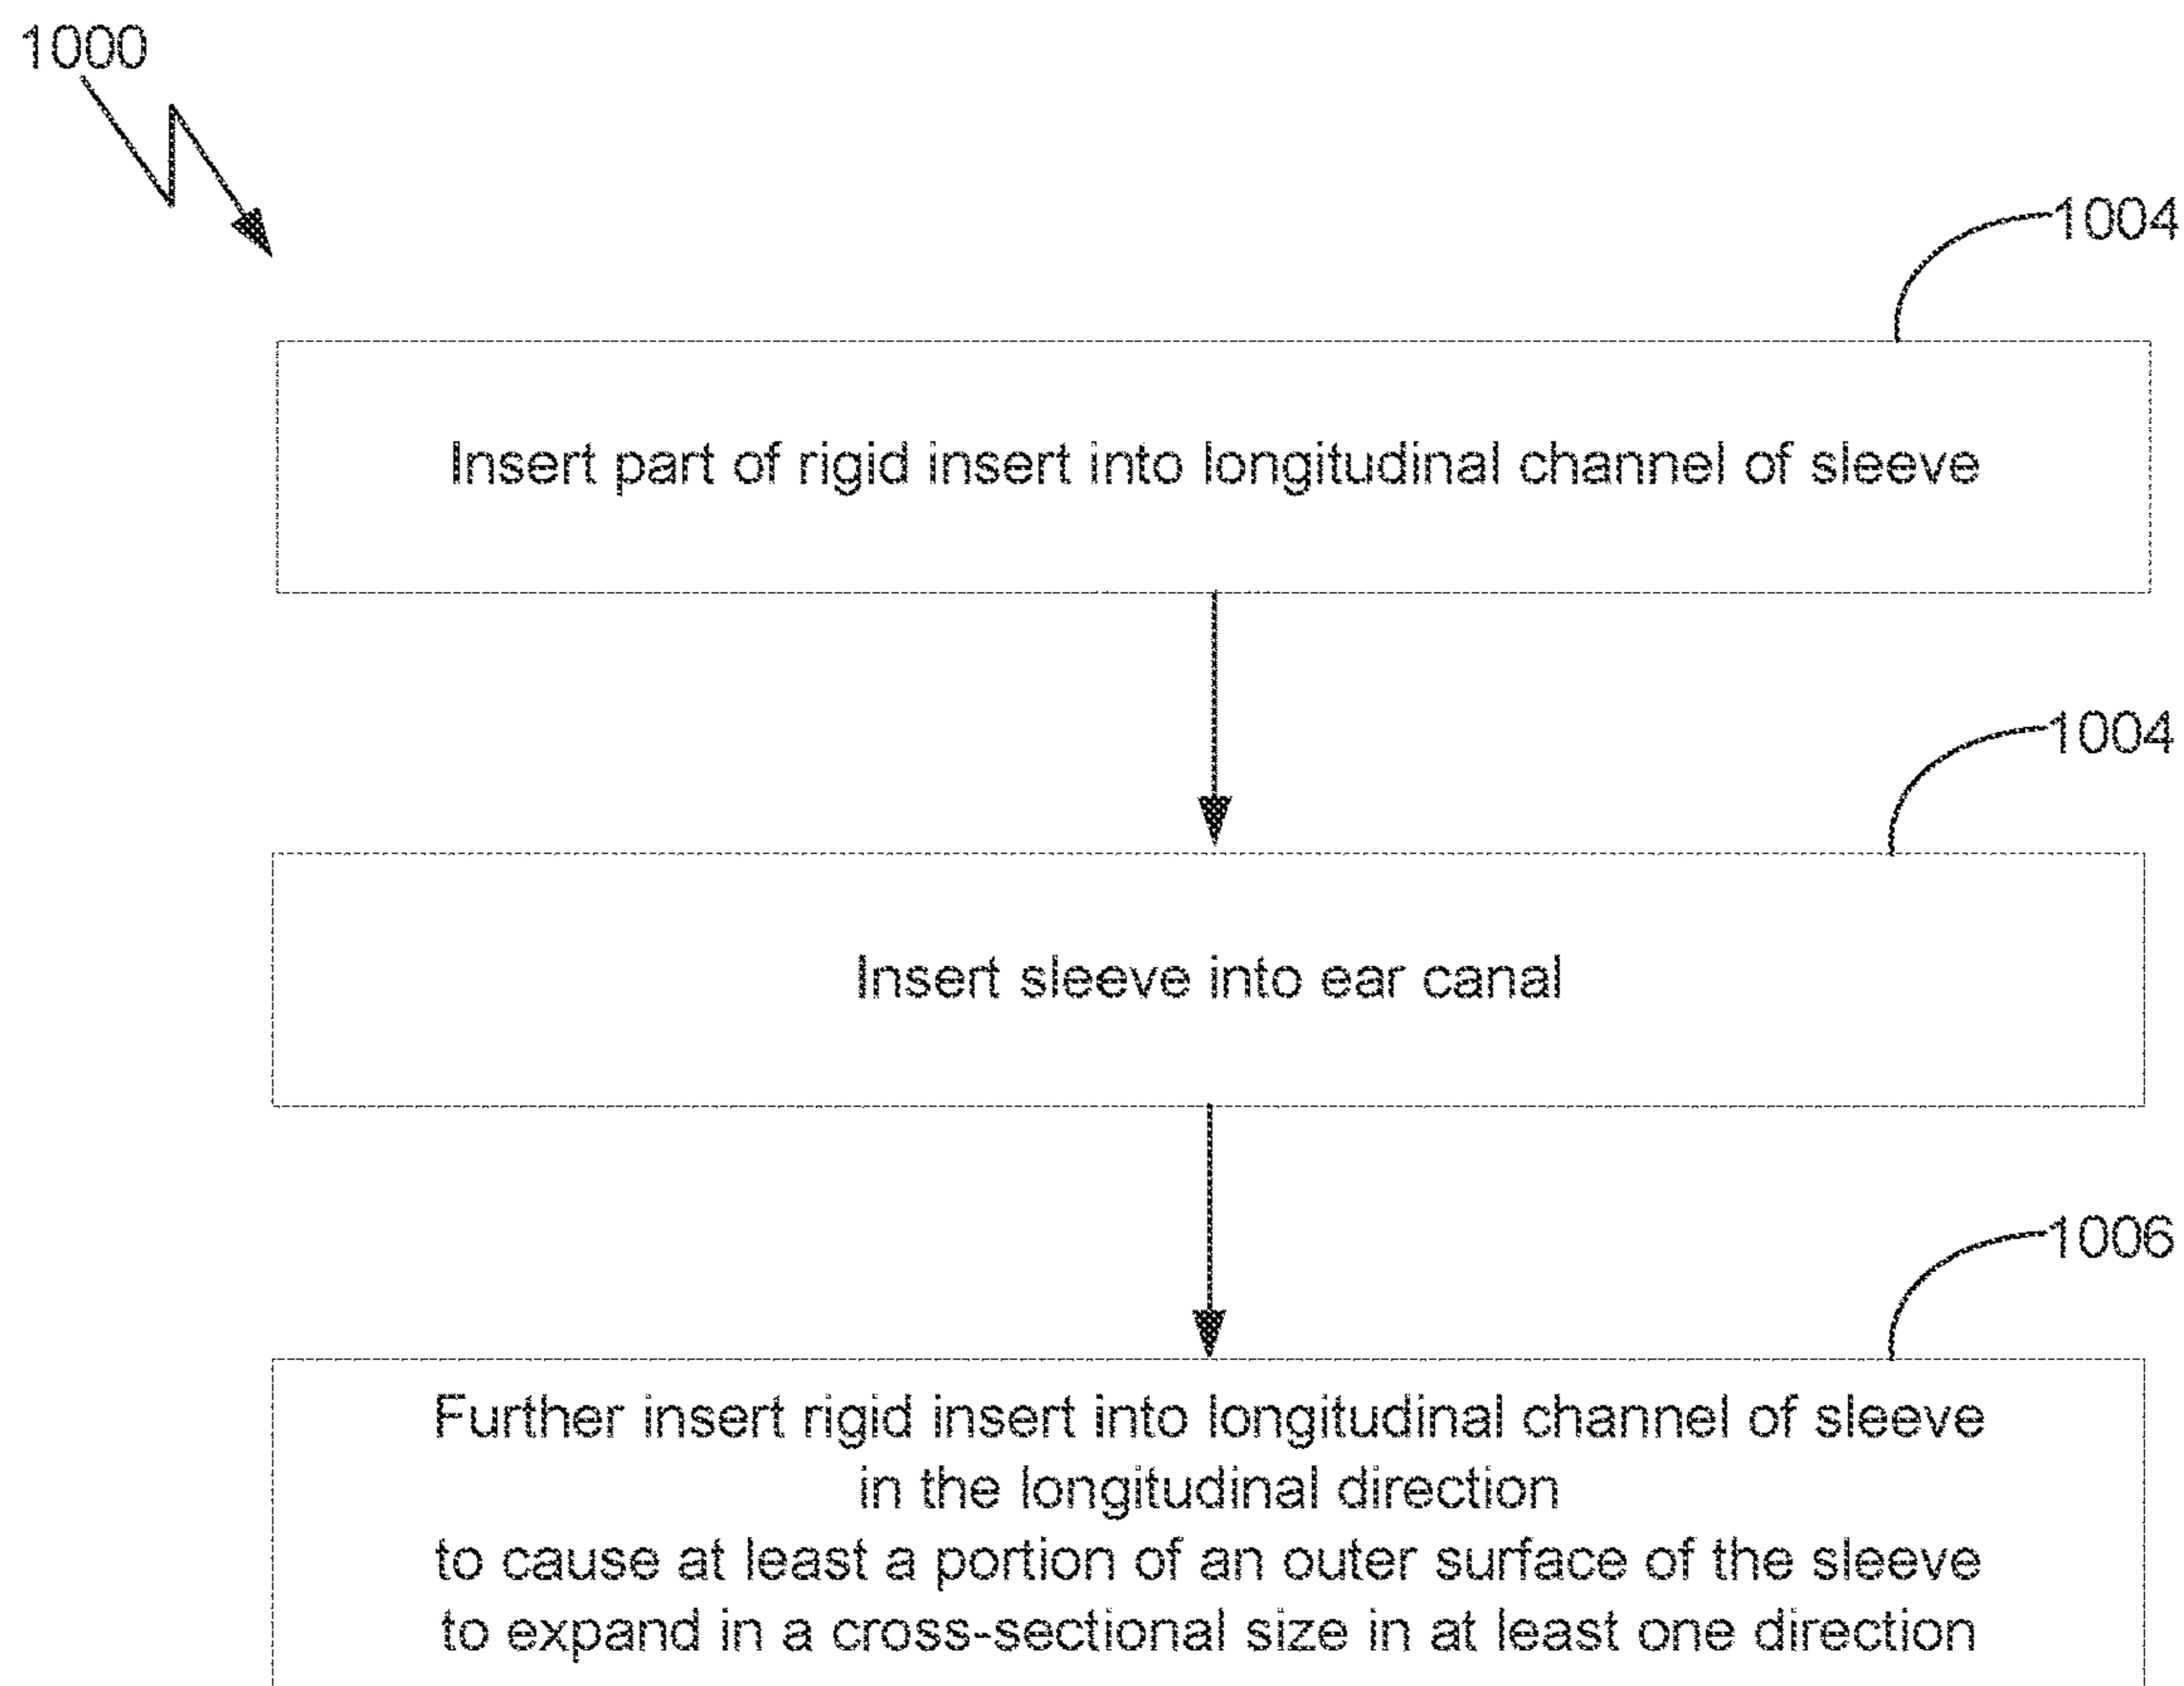 1000
1004
Insert part of rigid insert into longitudinal channel of sleeve
1004
Insert sleeve into ear canal
1006
Further insert rigid insert into longitudinal channel of sleeve
in the longitudinal direction
to cause at least a portion of an outer surface of the sleeve
to expand in a cross-sectional size in at least one direction